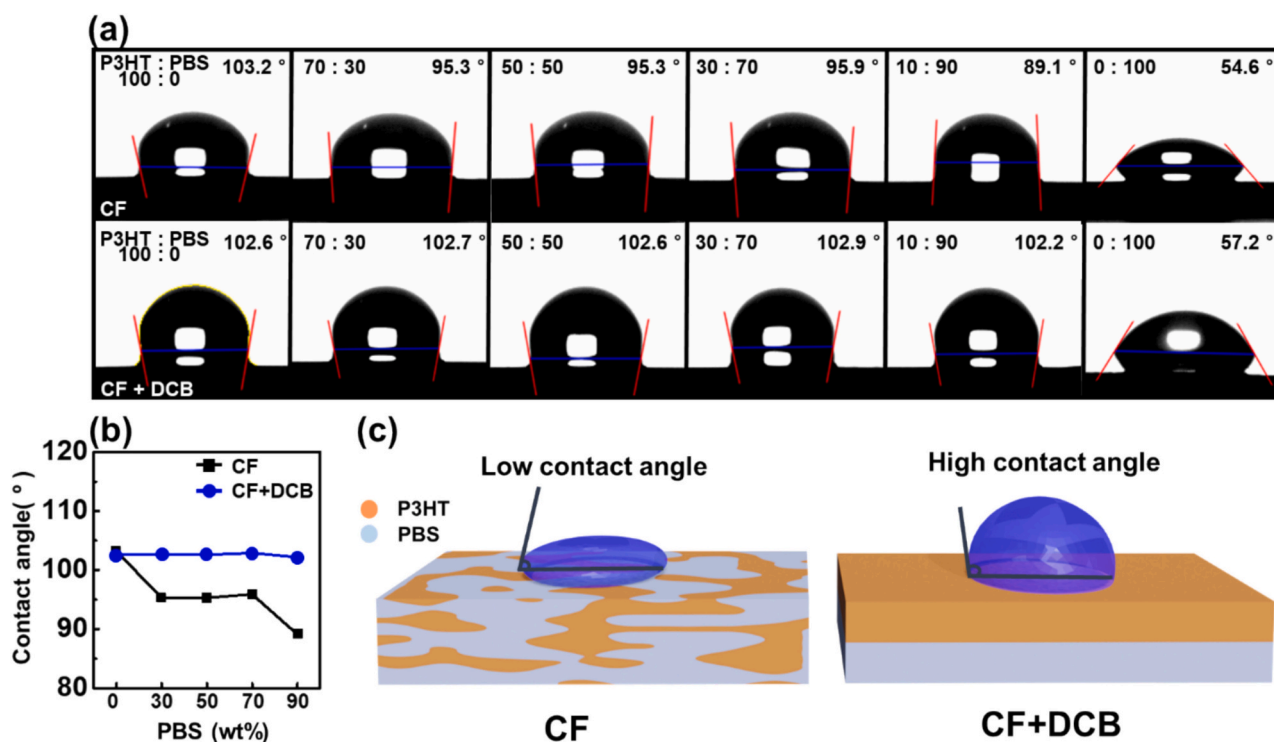 (a)
P3HT : PBS
100 : 0
103.2 °
70 : 30
95.3 °
50 : 50
95.3 °
30 : 70
95.9 °
10 : 90
89.1 °
0 : 100
54.6 °
CF
P3HT : PBS
100 : 0
102.6 °
70 : 30
102.7 °
50 : 50
102.6 °
30 : 70
102.9 °
10 : 90
102.2 °
0 : 100
57.2 °
CF + DCB
(b)
120
110
100
90
80
Contact angle( º )
CF
CF+DCB
0 30 50 70 90
PBS (wt%)
(c)
Low contact angle
High contact angle
P3HT
PBS
CF
CF+DCB